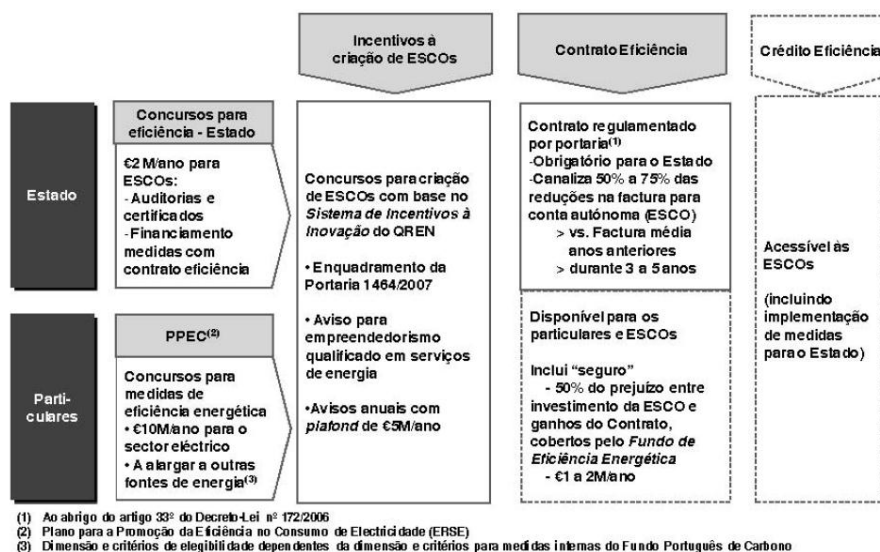 Incentivos à
criação de ESCOs
Contrato Eficiência
Crédito Eficiência
Estado
Concursos para
eficiência - Estado
€2 M/ano para
ESCOs:
- Auditorias e
certificados
- Financiamento
medidas com
contrato eficiência
Concursos para criação
de ESCOs com base no
Sistema de Incentivos à
Inovação do QREN
• Enquadramento da
Portaria 1464/2007
• Aviso para
empreendedorismo
qualificado em serviços
de energia
• Avisos anuais com
plafond de €5M/ano
Contrato regulamentado
por portaria(1)
-Obrigatório para o Estado
-Canaliza 50% a 75% das
reduções na factura para
conta autónoma (ESCO)
> vs. Factura média
anos anteriores
> durante 3 a 5 anos
Acessível às
ESCOs
(incluindo
implementação
de medidas
para o Estado)
Parti-
culares
PPEC(2)
Concursos para
medidas de
eficiência energética
• €10M/ano para o
sector eléctrico
• A alargar a outras
fontes de energia(3)
Disponível para os
particulares e ESCOs
Inclui “seguro”
- 50% do prejuízo entre
investimento da ESCO e
ganhos do Contrato,
cobertos pelo Fundo de
Eficiência Energética
- €1 a 2M/ano
(1) Ao abrigo do artigo 33º do Decreto-Lei nº 172/2006
(2) Plano para a Promoção da Eficiência no Consumo de Electricidade (ERSE)
(3) Dimensão e critérios de elegibilidade dependentes da dimensão e critérios para medidas internas do Fundo Português de Carbono